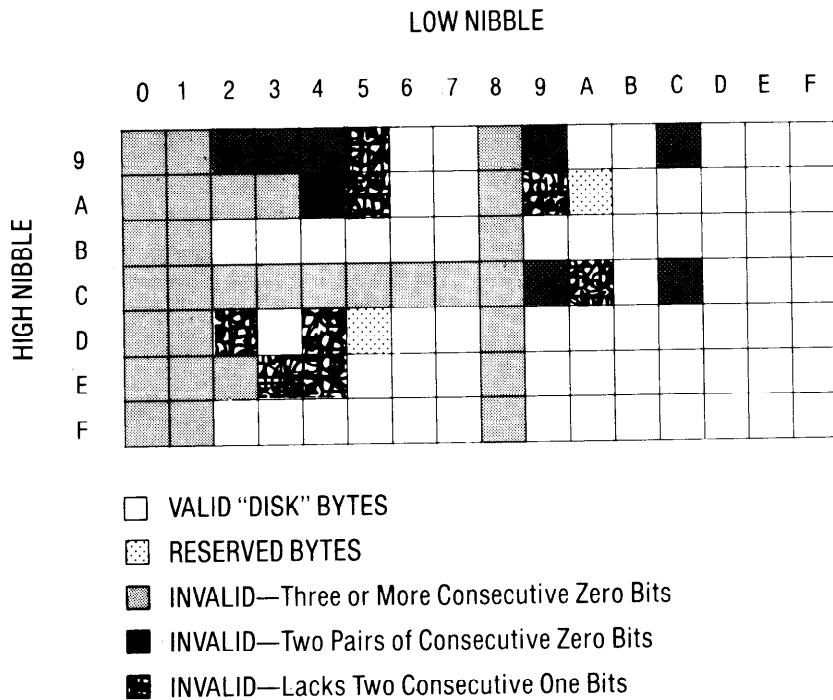 LOW NIBBLE
0 1 2 3 4 5 6 7 8 9 A B C D E F
HIGH NIBBLE
9
A
B
C
D
E
F
VALID “DISK” BYTES
RESERVED BYTES
INVALID—Three or More Consecutive Zero Bits
INVALID—Two Pairs of Consecutive Zero Bits
INVALID—Lacks Two Consecutive One Bits